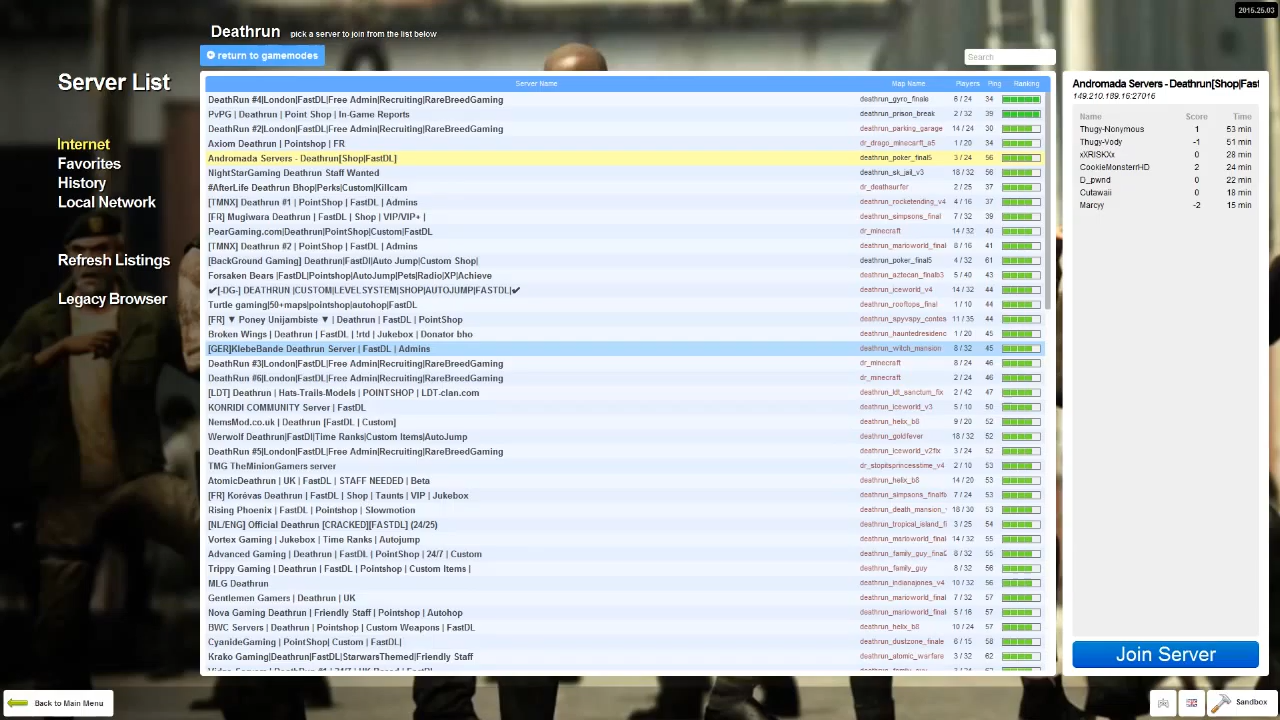 2015.25.03
Deathrun pick a server to join from the list below
return to gamemodes
Search
Server List
Internet
Favorites
History
Local Network
Refresh Listings
Legacy Browser
Server Name Map Name Players Ping Ranking
DeathRun #4|London|FastDL|Free Admin|Recruiting|RareBreedGaming deathrun_gyro_finale 6 / 24 34
PvPG | Deathrun | Point Shop | In-Game Reports deathrun_prison_break 2 / 32 39
DeathRun #2|London|FastDL|Free Admin|Recruiting|RareBreedGaming deathrun_parking_garage 14 / 24 30
Axiom Deathrun | Pointshop | FR dr_drago_minecarft_a5 1 / 20 34
Andromada Servers - Deathrun[Shop|FastDL] deathrun_poker_final5 3 / 24 56
NightStarGaming Deathrun Staff Wanted deathrun_sk_jail_v3 18 / 32 56
#AfterLife Deathrun Bhop|Perks|Custom|Killcam dr_deathsurfer 2 / 25 37
[TMNX] Deathrun #1 | PointShop | FastDL | Admins deathrun_rocketending_v4 4 / 16 37
[FR] Mugiwara Deathrun | FastDL | Shop | VIP/VIP+ | deathrun_simpsons_final 7 / 32 39
PeerGaming.com|Deathrun|PointShop|Custom|FastDL dr_minecraft 14 / 32 40
[TMNX] Deathrun #2 | PointShop | FastDL | Admins deathrun_marioworld_final 8 / 16 41
[BackGround Gaming] Deathrun|FastDl|Auto Jump|Custom Shop| deathrun_poker_final5 4 / 32 61
Forsaken Bears |FastDL|Pointshop|AutoJump|Pets|Radio|XP|Achieve deathrun_aztecan_finalb3 5 / 40 43
✔[-DG-] DEATHRUN |CUSTOM|LEVELSYSTEM|SHOP|AUTOJUMP|FASTDL|✔ deathrun_iceworld_v4 14 / 32 44
Turtle gaming|50+maps|pointshop|autohop|FastDL deathrun_rooftops_final 1 / 10 44
[FR] ▼ Poney Unijambiste ▼ | Deathrun | FastDL | PointShop deathrun_spyvspy_contes 11 / 35 44
Broken Wings | Deathrun | FastDL | !rtd | Jukebox | Donator bho deathrun_hauntedresidenc 1 / 20 45
[GER]KlebeBande Deathrun Server | FastDL | Admins deathrun_witch_mansion 8 / 32 45
DeathRun #3|London|FastDL|Free Admin|Recruiting|RareBreedGaming dr_minecraft 8 / 24 46
DeathRun #6|London|FastDL|Free Admin|Recruiting|RareBreedGaming dr_minecraft 8 / 24 46
[LDT] Deathrun | Hats-Trails-Models | POINTSHOP | LDT-clan.com deathrun_ldt_sanctum_fix 2 / 42 47
KONRIDI COMMUNITY Server | FastDL deathrun_iceworld_v3 5 / 10 50
NemsMod.co.uk | Deathrun |FastDL | Custom] deathrun_helix_b8 9 / 20 52
Werwolf Deathrun|FastDl|Time Ranks|Custom Items|AutoJump deathrun_goldfever 18 / 32 52
DeathRun #5|London|FastDL|Free Admin|Recruiting|RareBreedGaming deathrun_iceworld_v2fix 3 / 24 52
TMG TheMinionGamers server dr_stopitsprincesstime_v4 2 / 10 53
AtomicDeathrun | UK | FastDL | STAFF NEEDED | Beta deathrun_helix_b8 14 / 20 53
[FR] Korévas Deathrun | FastDL | Shop | Taunts | VIP | Jukebox deathrun_simpsons_finalfb 7 / 24 53
Rising Phoenix | FastDL | Pointshop | Slowmotion deathrun_death_mansion_ 18 / 30 53
[NL/ENG] Official Deathrun [CRACKED][FASTDL] (24/25) deathrun_tropical_island_fi 3 / 25 54
Vortex Gaming | Jukebox | Time Ranks | Autojump deathrun_marioworld_final 14 / 32 55
Advanced Gaming | Deathrun | FastDL | PointShop | 24/7 | Custom deathrun_family_guy_final2 8 / 32 55
Trippy Gaming | Deathrun | FastDL | Pointshop | Custom Items | deathrun_family_guy 8 / 32 56
MLG Deathrun deathrun_indianajones_v4 10 / 32 56
Gentlemen Gamers | Deathrun | UK deathrun_marioworld_final 7 / 32 57
Nova Gaming Deathrun | Friendly Staff | Pointshop | Autohop deathrun_marioworld_final 5 / 16 57
BWC Servers | Deathrun | Pointshop | Custom Weapons | FastDL deathrun_helix_b8 10 / 24 57
CyanideGaming | PointShop| Custom | FastDL| deathrun_dustzone_finale 6 / 15 58
Krako Gaming|Deathrun|FastDL|StarwarsThemed|Friendly Staff deathrun_atomic_warfare 3 / 32 62
Andromada Servers - Deathrun[Shop|Fast
149.210.189.16:27016
Name Score Time
Thugy-Nonymous 1 53 min
Thugy-Vody -1 51 min
xXRISKXx 0 28 min
CookieMonsterrHD 2 24 min
D_pwnd 0 22 min
Cutawaii 0 18 min
Marcyy -2 15 min
Join Server
Back to Main Menu
Sandbox